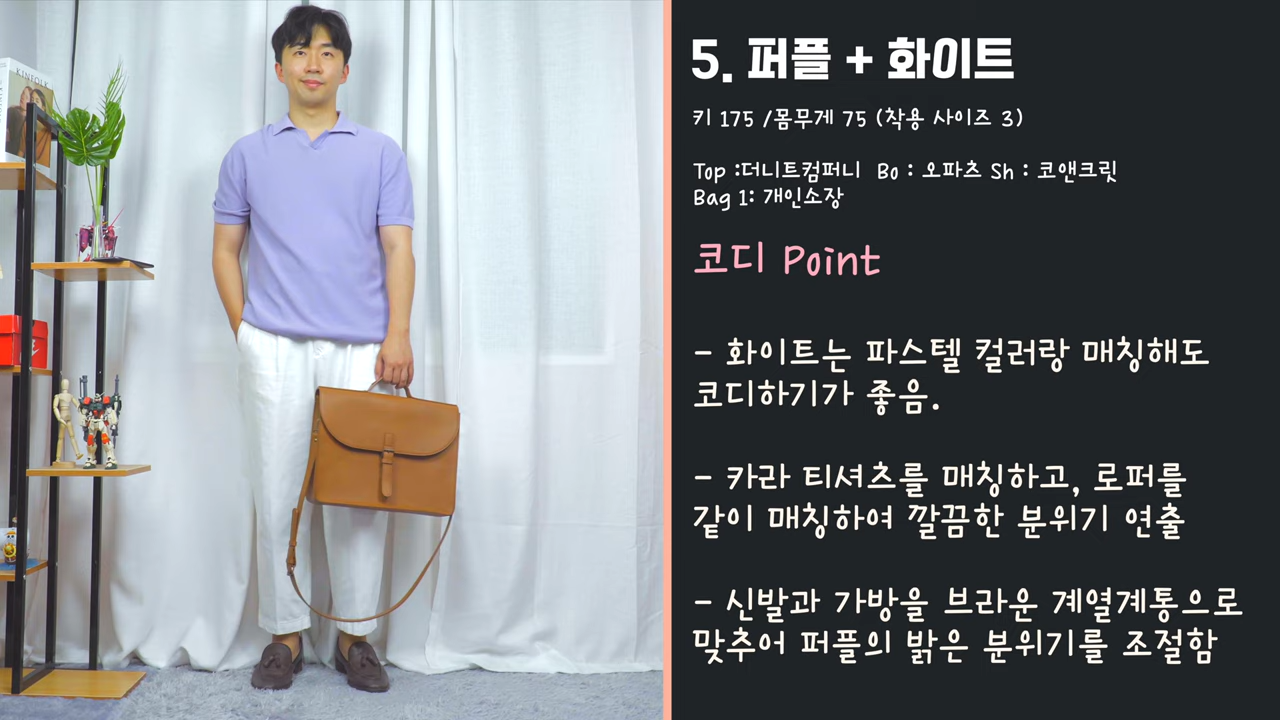 KINFOLK
5. 퍼플 + 화이트
키 175 /몸무게 75 (착용 사이즈 3)
Top :더니트컴퍼니 Bo : 오파츠 Sh : 코앤크릿
Bag 1: 개인소장
코디 Point
- 화이트는 파스텔 컬러랑 매칭해도
코디하기가 좋음.
- 카라 티셔츠를 매칭하고, 로퍼를
같이 매칭하여 깔끔한 분위기 연출
- 신발과 가방을 브라운 계열계통으로
맞추어 퍼플의 밝은 분위기를 조절함